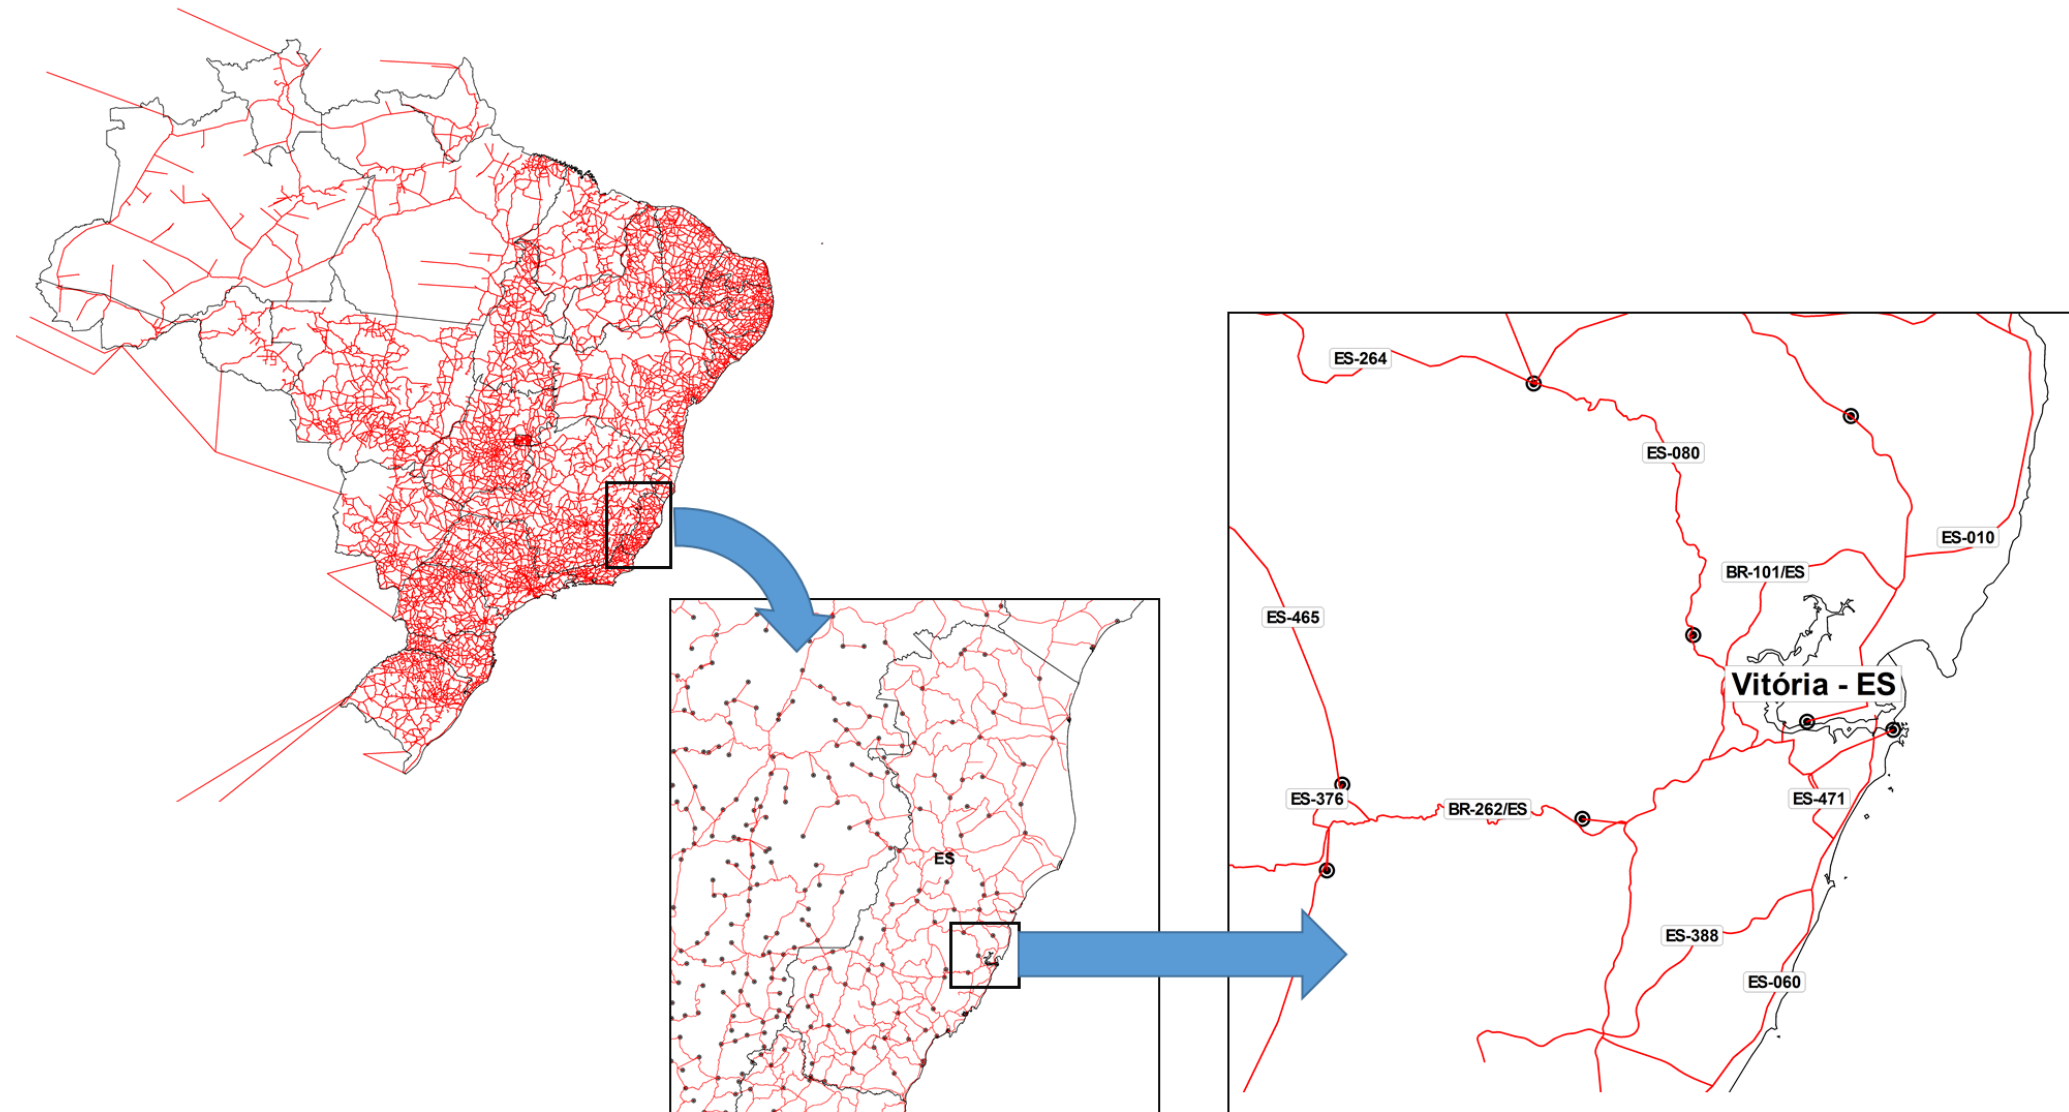 ES-264
ES-080
ES-010
BR-101/ES
ES-465
Vitória - ES
ES-376
BR-262/ES
ES-471
ES
ES-388
ES-060